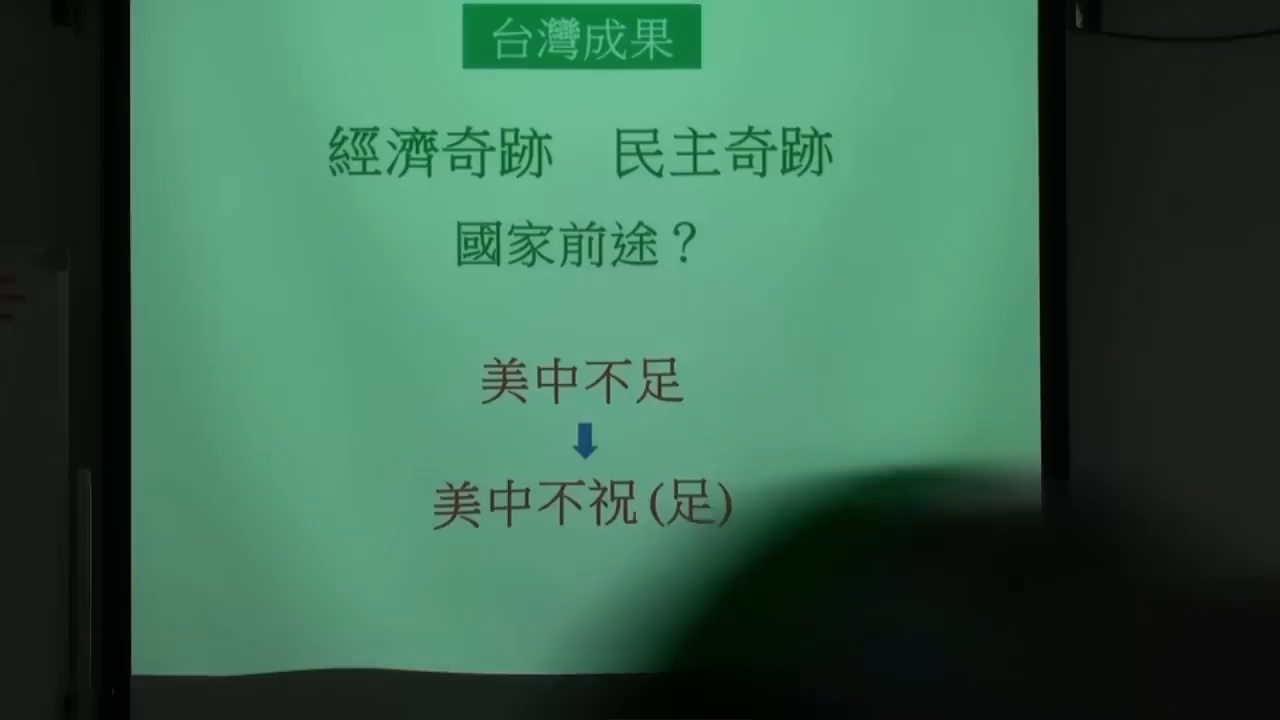 台灣成果
經濟奇跡　民主奇跡
國家前途？
美中不足
美中不祝(足)